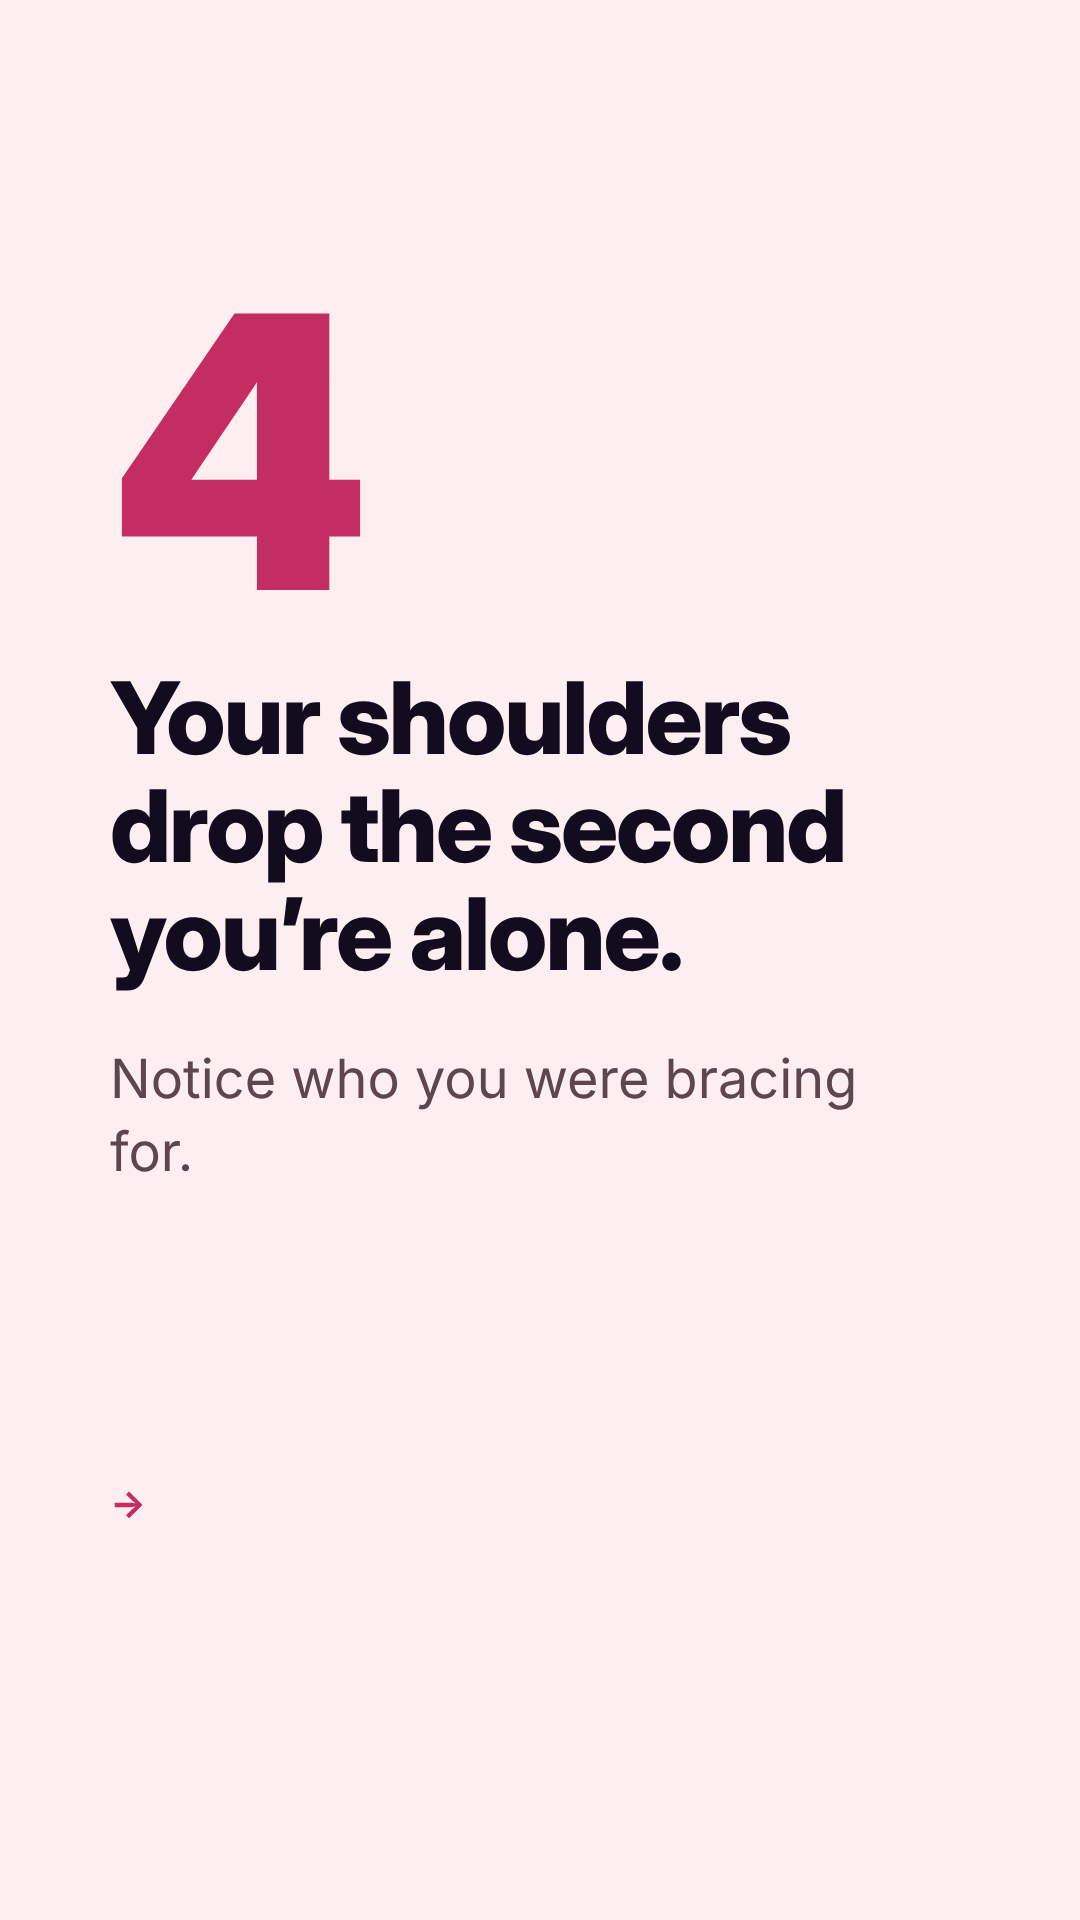 4
Your shoulders
drop the second
you’re alone.
Notice who you were bracing
for.
→